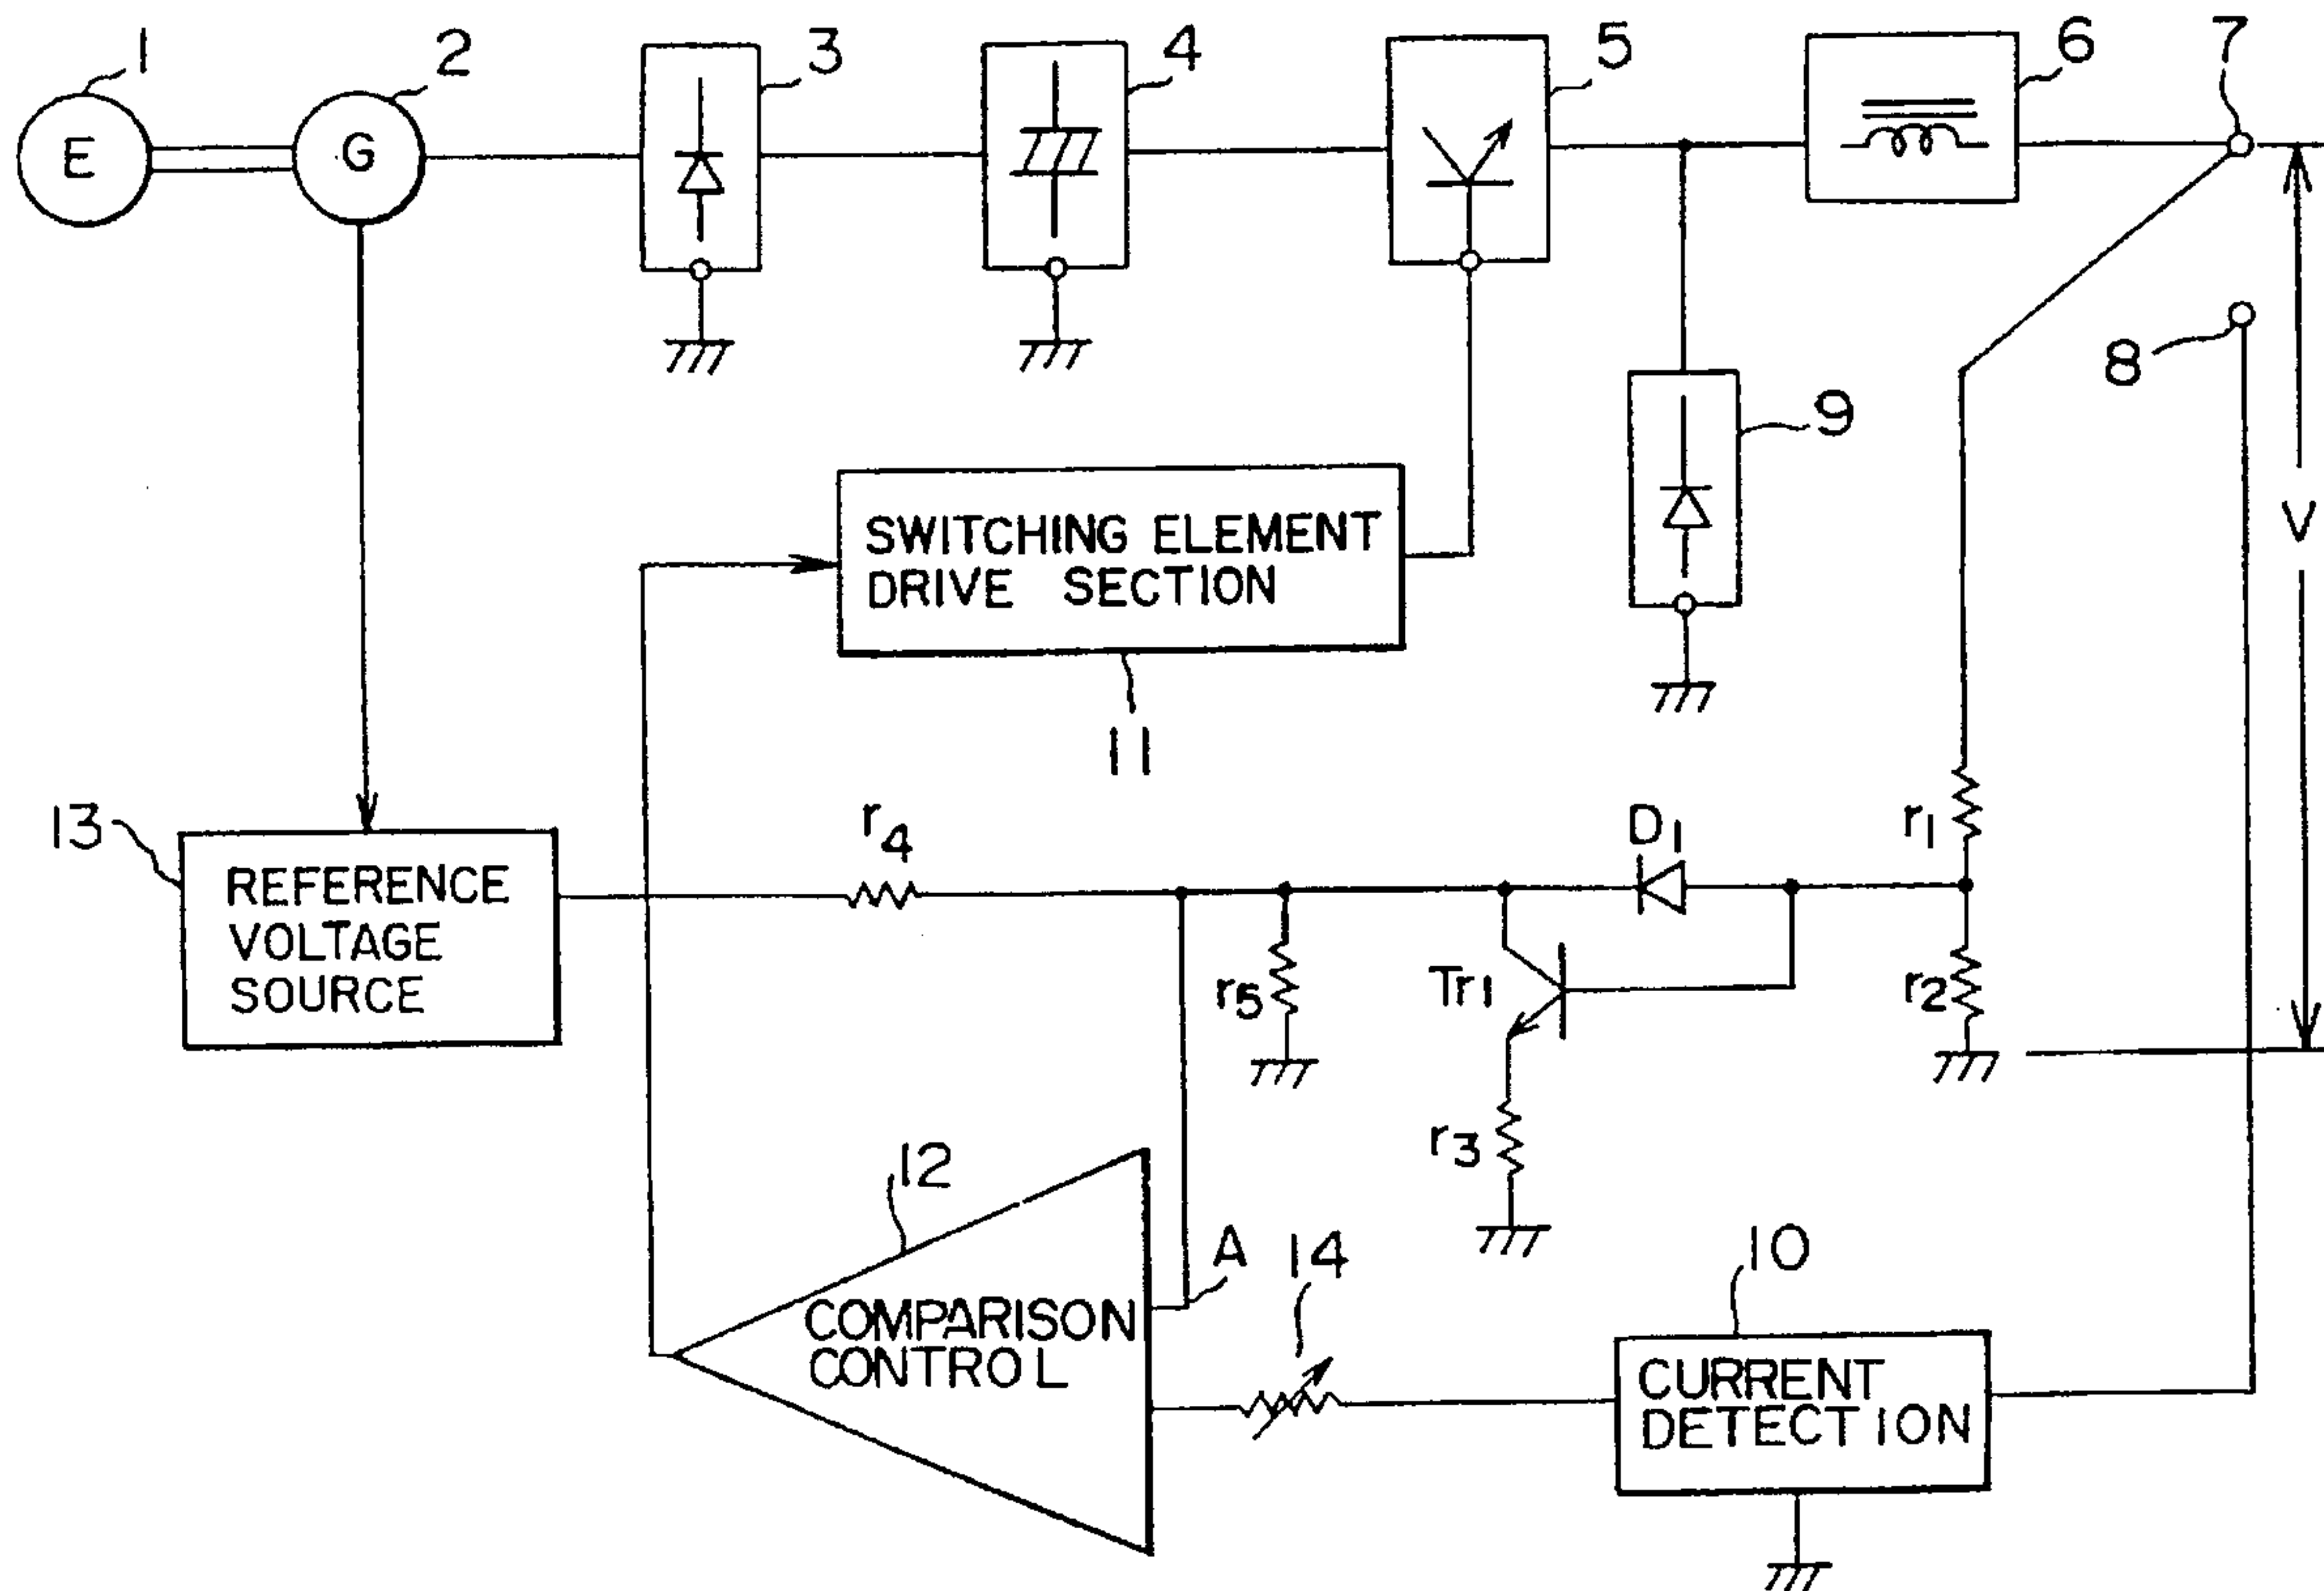 1
2
3
4
5
6
7
E
G
8
9
V
SWITCHING ELEMENT
DRIVE SECTION
11
13
REFERENCE
VOLTAGE
SOURCE
r4
D1
r1
r5
Tr1
r2
r3
12
A
14
10
COMPARISON
CONTROL
CURRENT
DETECTION